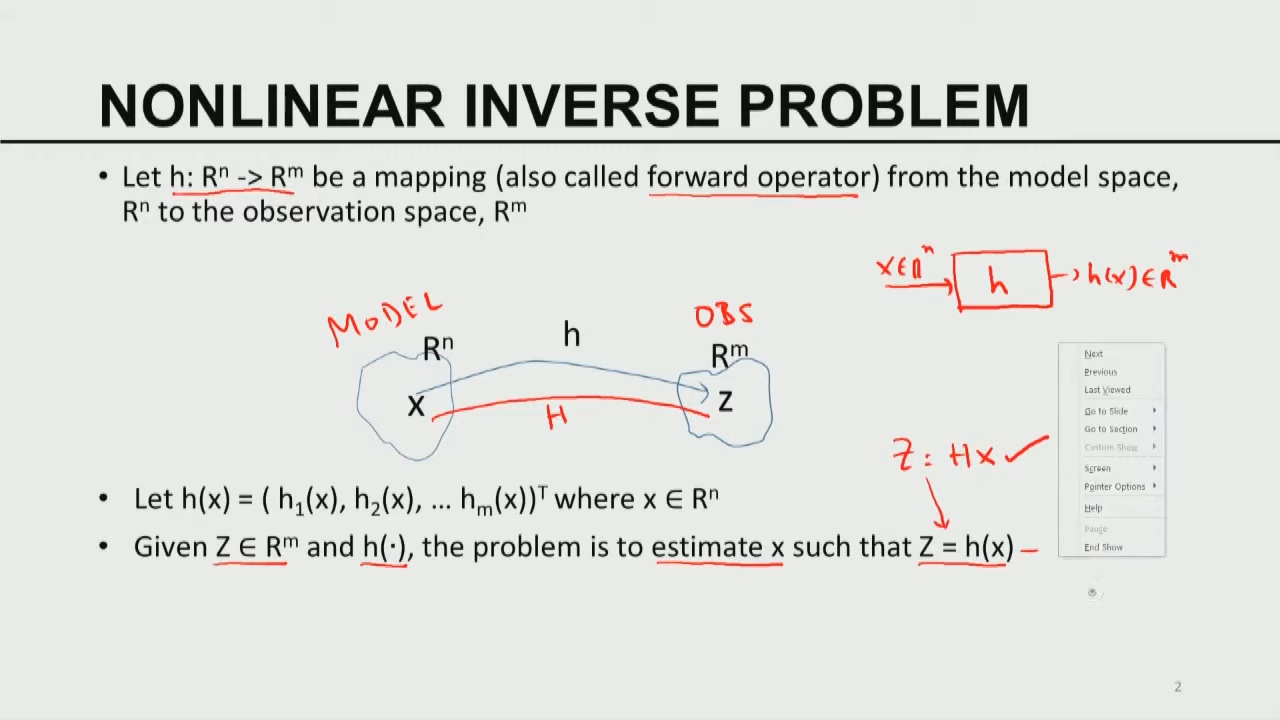 NONLINEAR INVERSE PROBLEM
• Let h: Rⁿ -> Rᵐ be a mapping (also called forward operator) from the model space,
Rⁿ to the observation space, Rᵐ
x ∈ Rⁿ
h
→ h(x) ∈ Rᵐ
MODEL
OBS
Rⁿ
h
Rᵐ
x
H
Z
Z = Hx ✓
• Let h(x) = ( h₁(x), h₂(x), … hₘ(x))ᵀ where x ∈ Rⁿ
• Given Z ∈ Rᵐ and h(·), the problem is to estimate x such that Z = h(x) –
Next
Previous
Last Viewed
Go to Slide
Go to Section
Custom Show
Screen
Pointer Options
Help
Pause
End Show
2